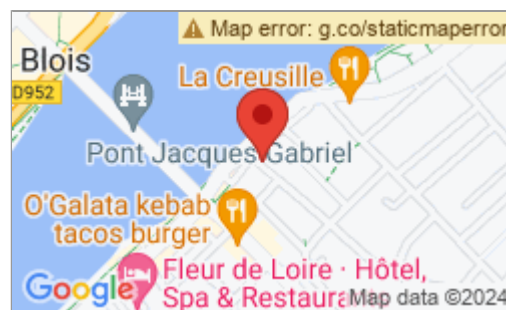 Map error: g.co/staticmaperror
Blois
La Creusille
D952
Pont Jacques-Gabriel
O'Galata kebab
tacos burger
Fleur de Loire · Hôtel,
Spa & Restaurant
Google
Map data ©2024